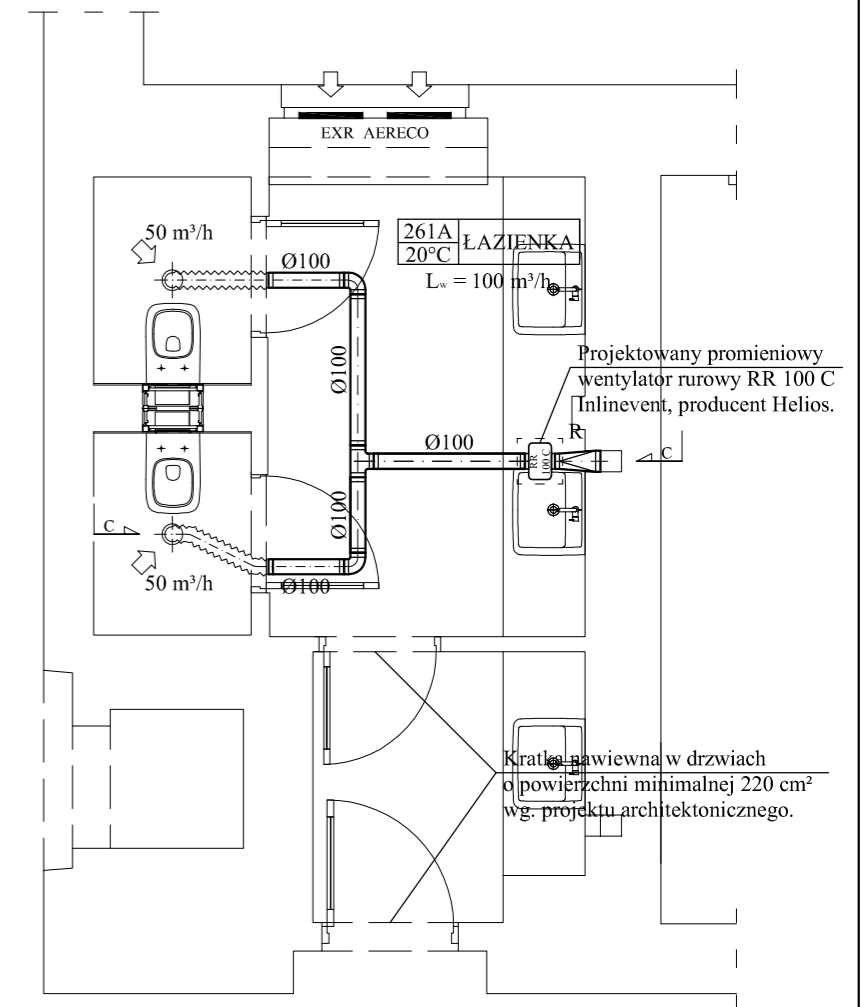 EXR AERECO
50 m³/h
261A
ŁAZIENKA
20°C
Ø100
Lw = 100 m³/h
Ø100
Projektowany promieniowy
wentylator rurowy RR 100 C
Inlinevent, producent Helios.
R
Ø100
RR
100 C
C
Ø100
C
50 m³/h
Ø100
Kratka nawiewna w drzwiach
o powierzchni minimalnej 220 cm²
wg. projektu architektonicznego.